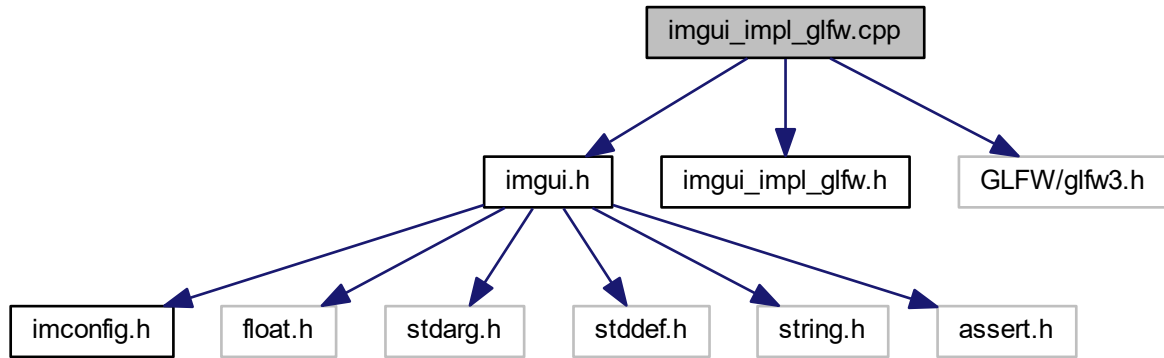 imgui_impl_glfw.cpp
imgui.h
imgui_impl_glfw.h
GLFW/glfw3.h
imconfig.h
float.h
stdarg.h
stddef.h
string.h
assert.h